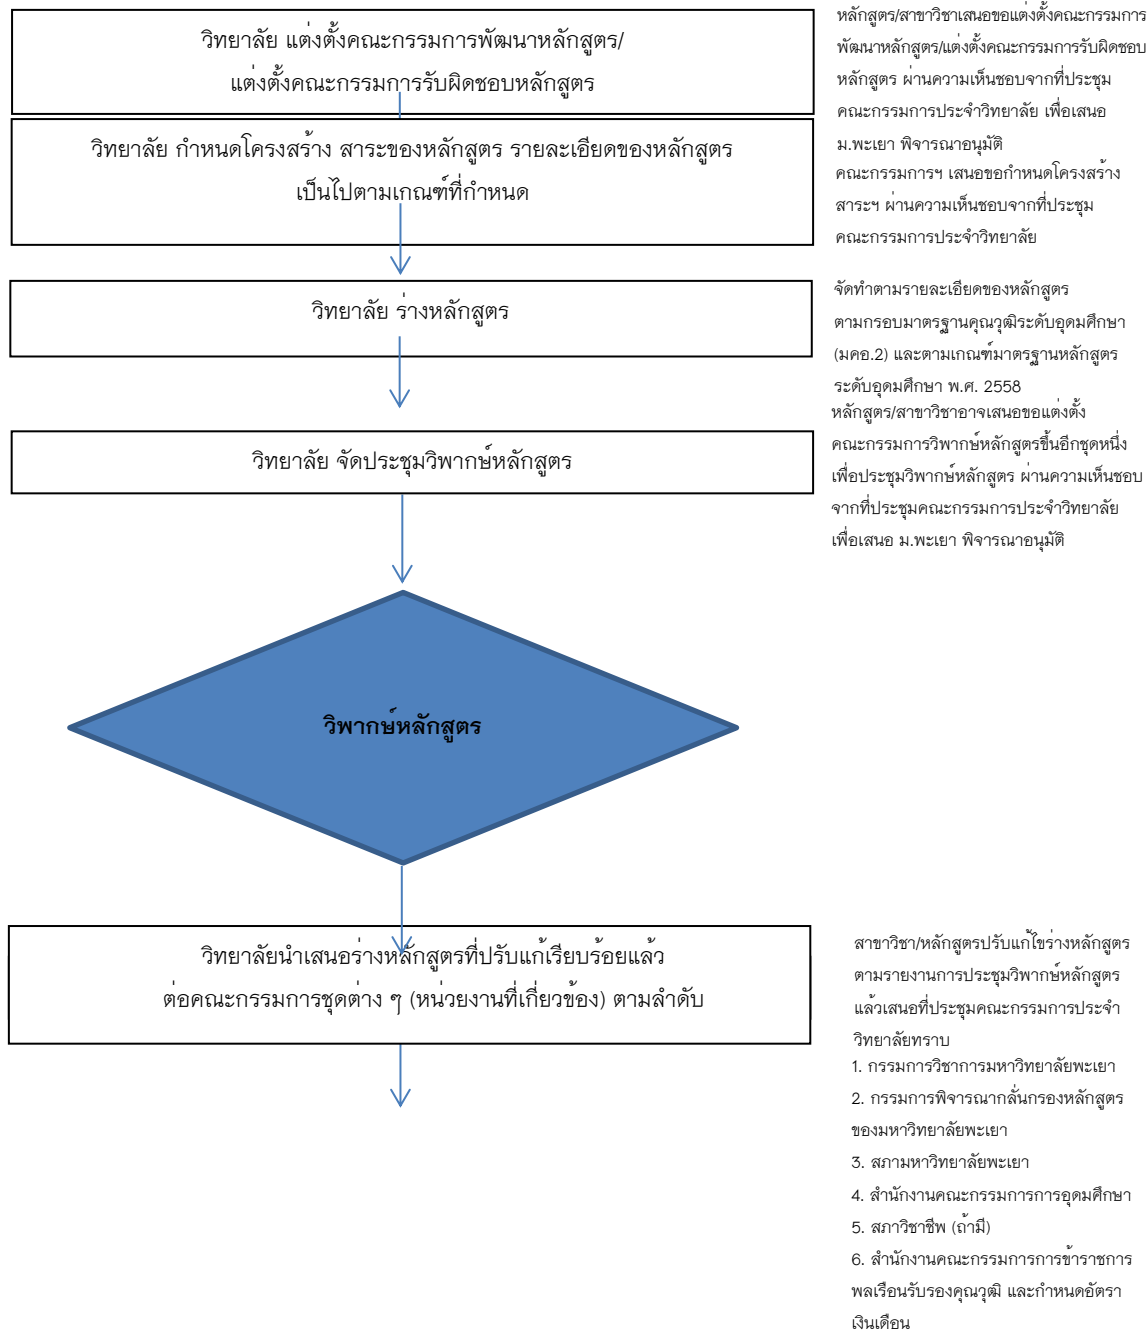 วิทยาลัย แต่งตั้งคณะกรรมการพัฒนาหลักสูตร/
แต่งตั้งคณะกรรมการรับผิดชอบหลักสูตร
หลักสูตร/สาขาวิชาเสนอขอแต่งตั้งคณะกรรมการ
พัฒนาหลักสูตร/แต่งตั้งคณะกรรมการรับผิดชอบ
หลักสูตร ผ่านความเห็นชอบจากที่ประชุม
คณะกรรมการประจำวิทยาลัย เพื่อเสนอ
ม.พะเยา พิจารณาอนุมัติ
วิทยาลัย กำหนดโครงสร้าง สาระของหลักสูตร รายละเอียดของหลักสูตร
เป็นไปตามเกณฑ์ที่กำหนด
คณะกรรมการฯ เสนอขอกำหนดโครงสร้าง
สาระฯ ผ่านความเห็นชอบจากที่ประชุม
คณะกรรมการประจำวิทยาลัย
วิทยาลัย ร่างหลักสูตร
จัดทำตามรายละเอียดของหลักสูตร
ตามกรอบมาตรฐานคุณวุฒิระดับอุดมศึกษา
(มคอ.2) และตามเกณฑ์มาตรฐานหลักสูตร
ระดับอุดมศึกษา พ.ศ. 2558
วิทยาลัย จัดประชุมวิพากษ์หลักสูตร
หลักสูตร/สาขาวิชาอาจเสนอขอแต่งตั้ง
คณะกรรมการวิพากษ์หลักสูตรขึ้นอีกชุดหนึ่ง
เพื่อประชุมวิพากษ์หลักสูตร ผ่านความเห็นชอบ
จากที่ประชุมคณะกรรมการประจำวิทยาลัย
เพื่อเสนอ ม.พะเยา พิจารณาอนุมัติ
วิพากษ์หลักสูตร
วิทยาลัยนำเสนอร่างหลักสูตรที่ปรับแก้เรียบร้อยแล้ว
ต่อคณะกรรมการชุดต่าง ๆ (หน่วยงานที่เกี่ยวข้อง) ตามลำดับ
สาขาวิชา/หลักสูตรปรับแก้ไขร่างหลักสูตร
ตามรายงานการประชุมวิพากษ์หลักสูตร
แล้วเสนอที่ประชุมคณะกรรมการประจำ
วิทยาลัยทราบ
1. กรรมการวิชาการมหาวิทยาลัยพะเยา
2. กรรมการพิจารณากลั่นกรองหลักสูตร
ของมหาวิทยาลัยพะเยา
3. สภามหาวิทยาลัยพะเยา
4. สำนักงานคณะกรรมการการอุดมศึกษา
5. สภาวิชาชีพ (ถ้ามี)
6. สำนักงานคณะกรรมการการข้าราชการ
พลเรือนรับรองคุณวุฒิ และกำหนดอัตรา
เงินเดือน